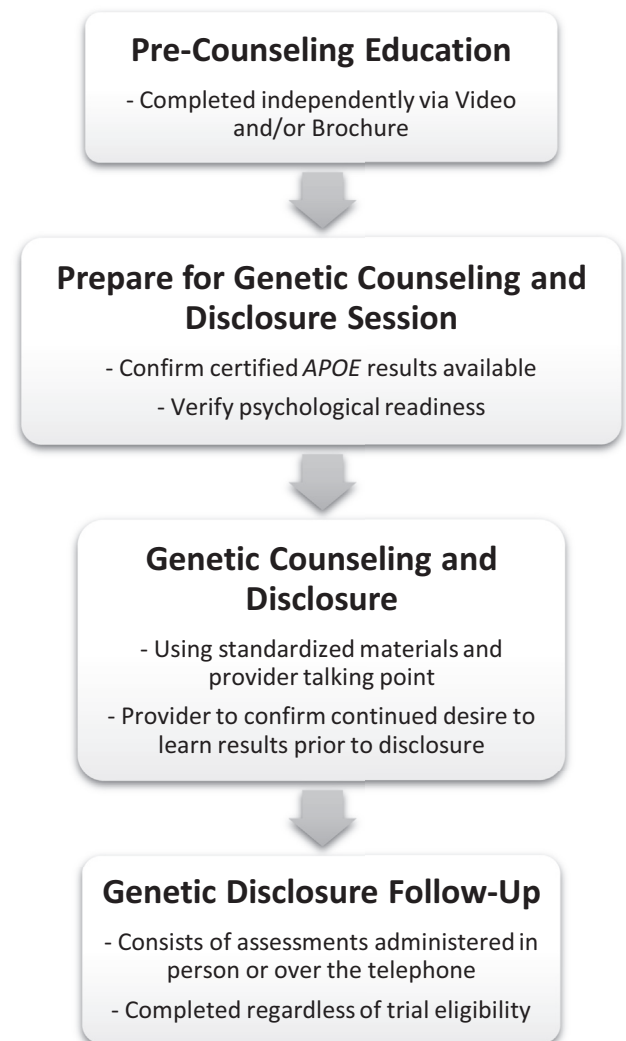 Pre-Counseling Education
- Completed independently via Video
and/or Brochure
Prepare for Genetic Counseling and
Disclosure Session
- Confirm certified APOE results available
- Verify psychological readiness
Genetic Counseling and
Disclosure
- Using standardized materials and
provider talking point
- Provider to confirm continued desire to
learn results prior to disclosure
Genetic Disclosure Follow-Up
- Consists of assessments administered in
person or over the telephone
- Completed regardless of trial eligibility